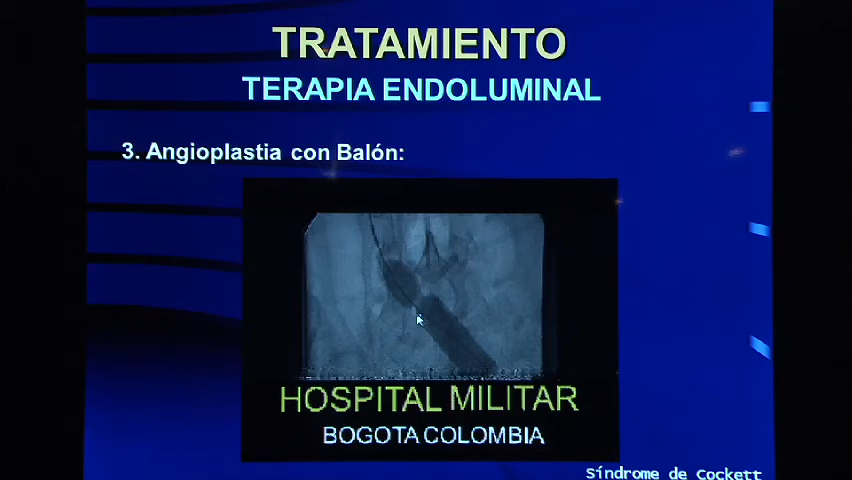 TRATAMIENTO
TERAPIA ENDOLUMINAL
3. Angioplastia con Balón:
HOSPITAL MILITAR
BOGOTA COLOMBIA
Síndrome de Cockett